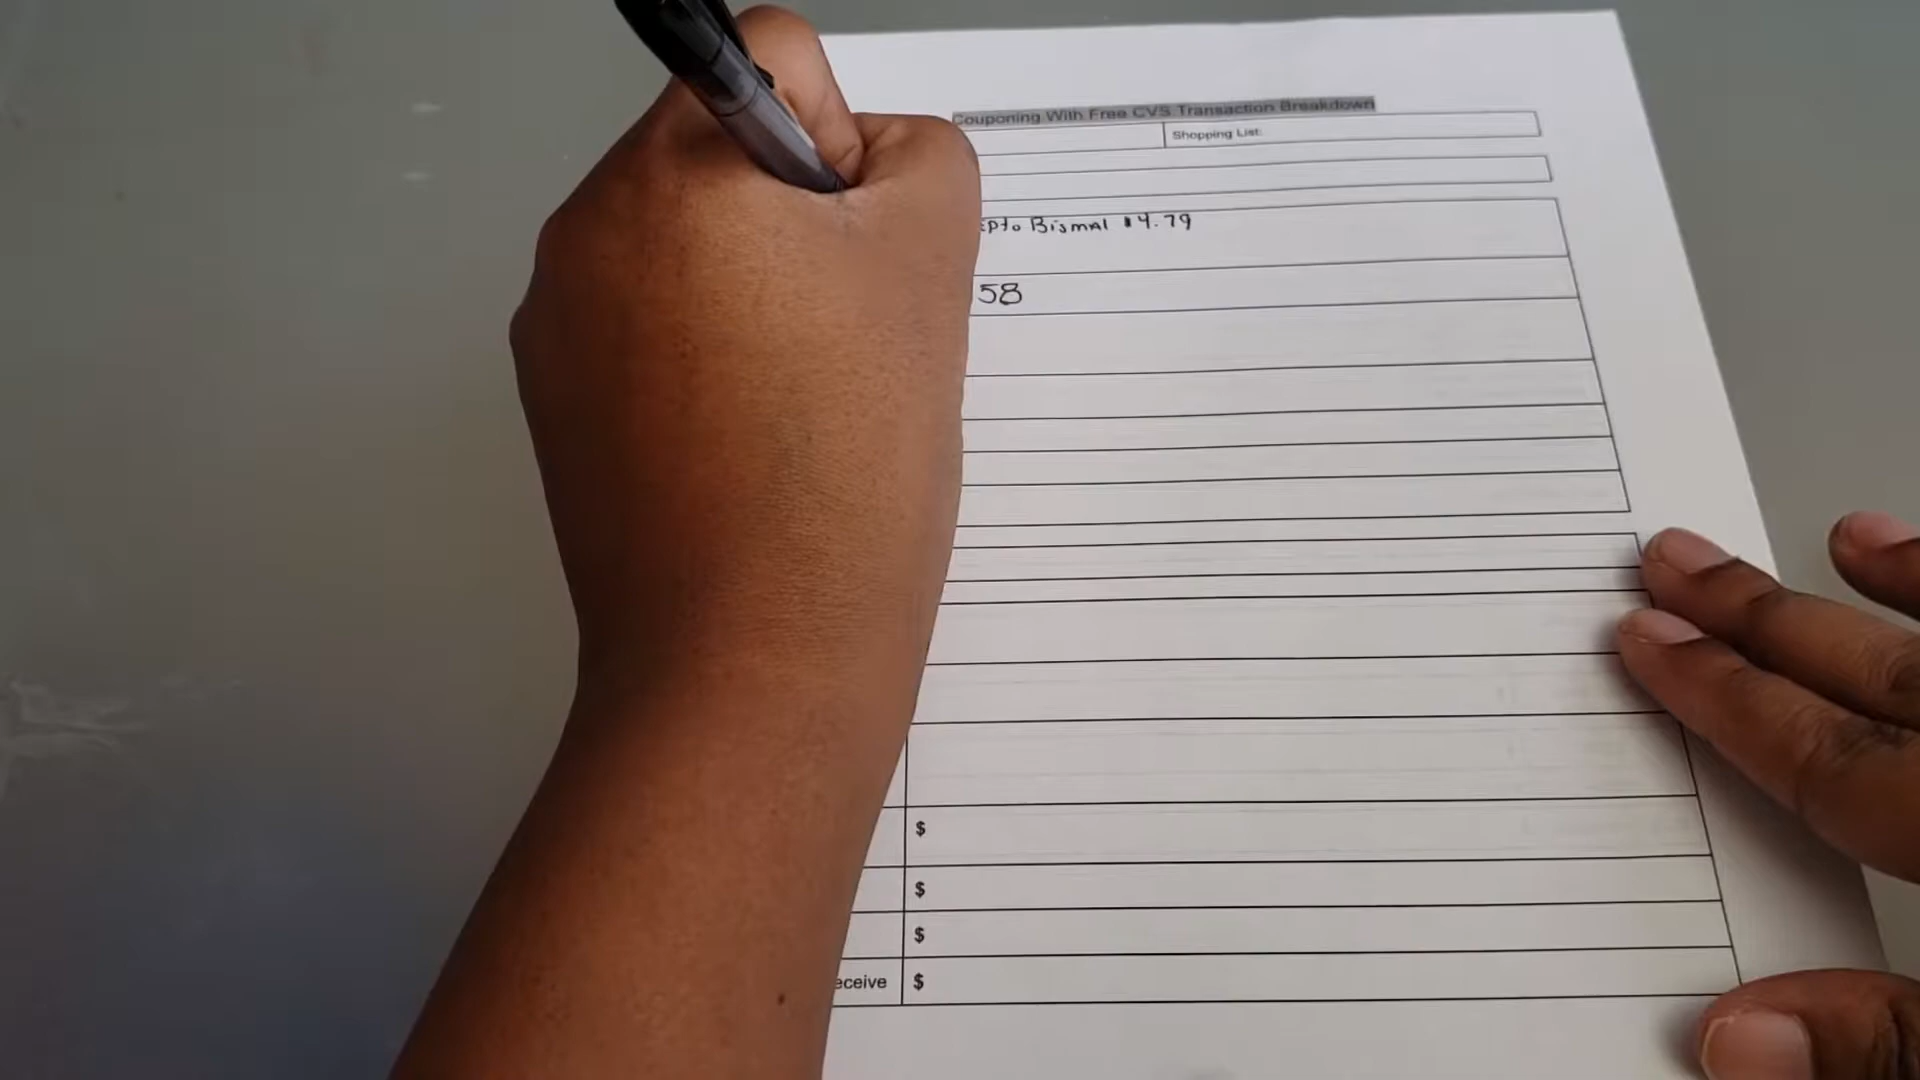 Couponing With Free CVS Transaction Breakdown
Shopping List:
epto Bismal $4.79
58
$
$
$
eceive $